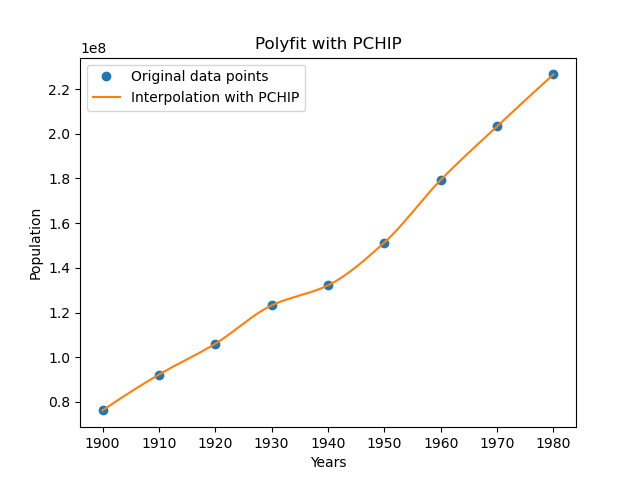 Polyfit with PCHIP
1e8
Original data points
Interpolation with PCHIP
2.2
2.0
1.8
1.6
1.4
1.2
1.0
0.8
Population
1900 1910 1920 1930 1940 1950 1960 1970 1980
Years